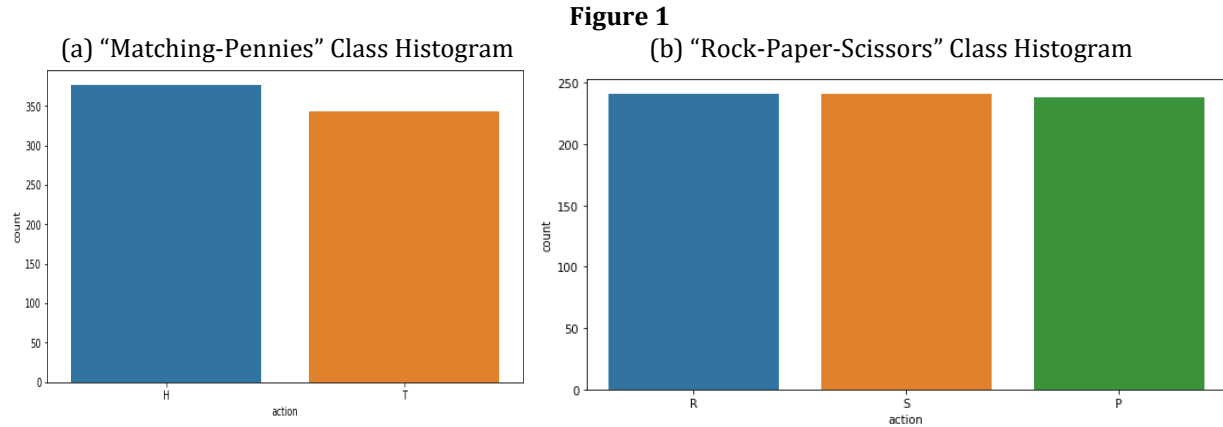 Figure 1
(a) “Matching-Pennies” Class Histogram
(b) “Rock-Paper-Scissors” Class Histogram
350
300
250
200
150
100
50
0
count
H
T
action
250
200
150
100
50
0
count
R
S
P
action